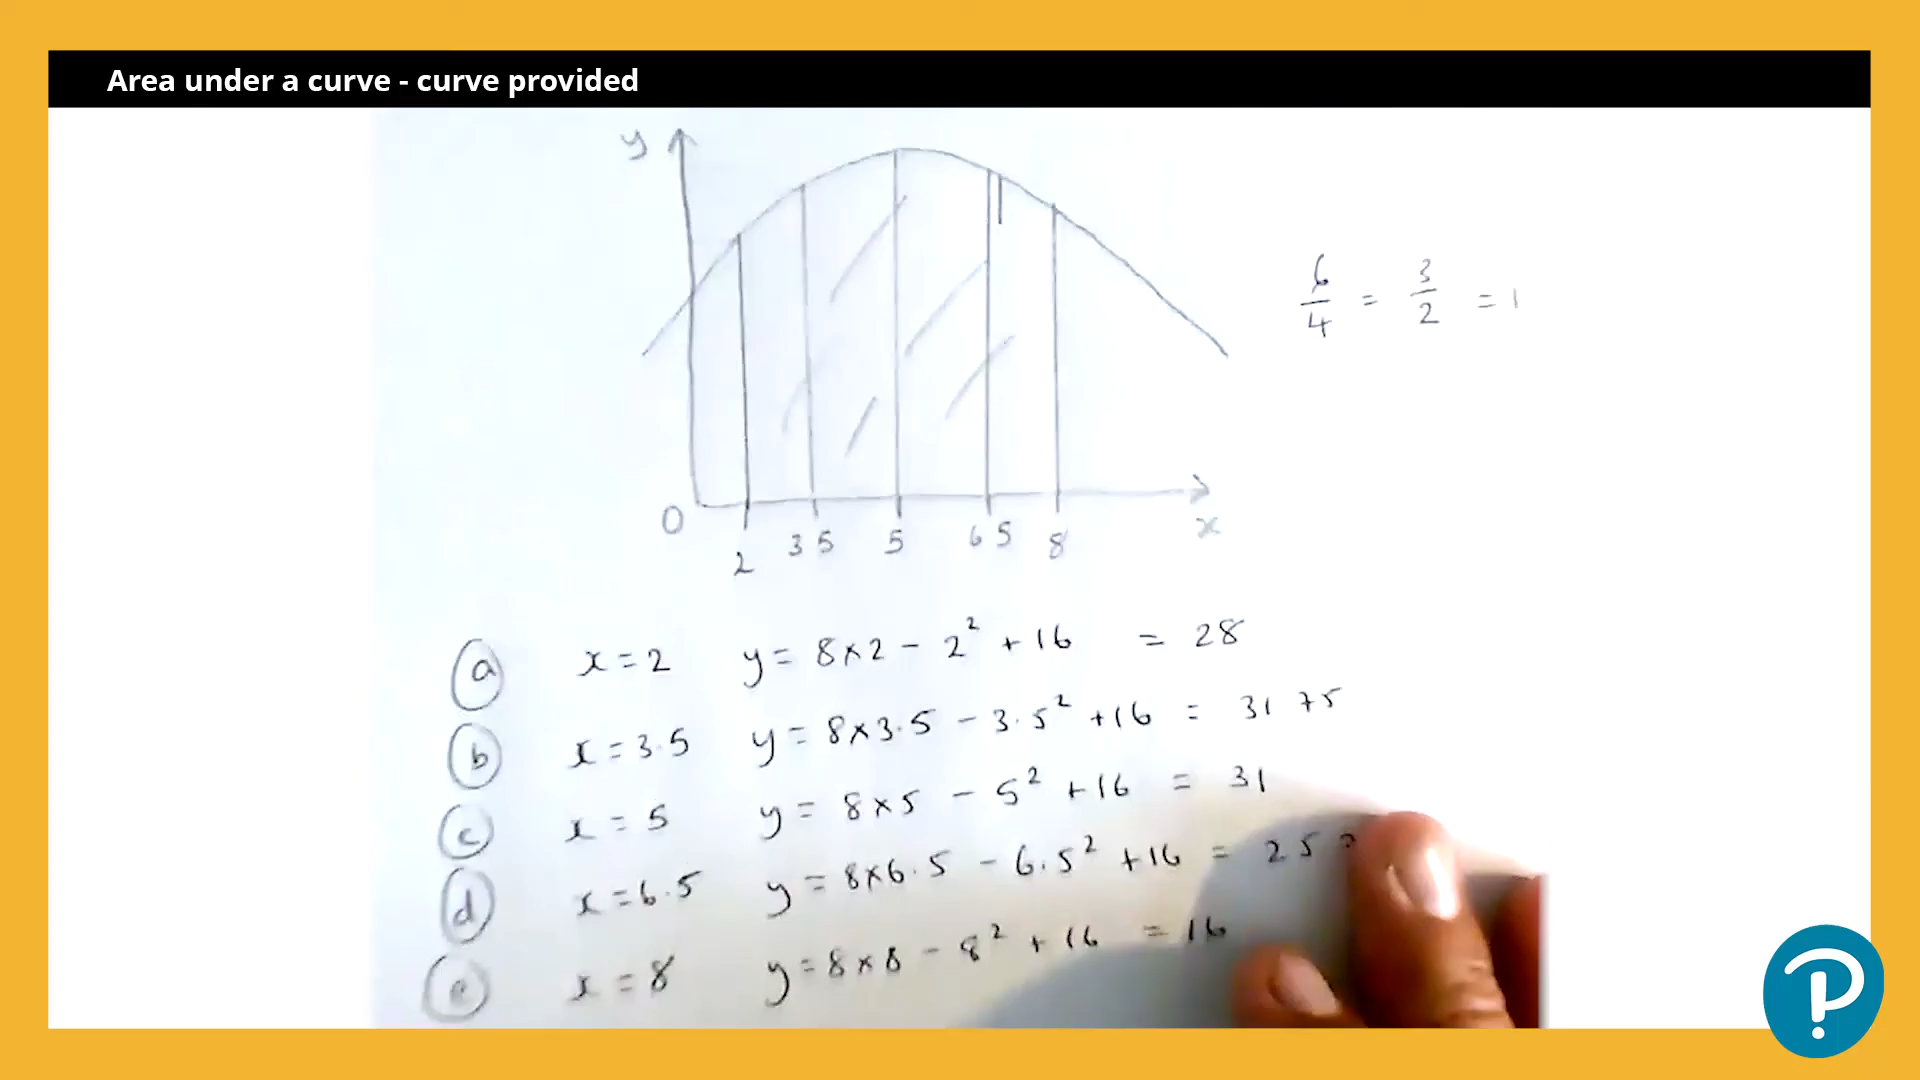 Area under a curve - curve provided
y
6/4 = 3/2 = 1
0 2 3 5 5 6 5 8 x
a x = 2 y = 8 x 2 - 2² + 16 = 28
b x = 3.5 y = 8 x 3.5 - 3.5² + 16 = 31 75
c x = 5 y = 8 x 5 - 5² + 16 = 31
d x = 6.5 y = 8 x 6.5 - 6.5² + 16 = 25
e x = 8 y = 8 x 8 - 8² + 16 = 16
P